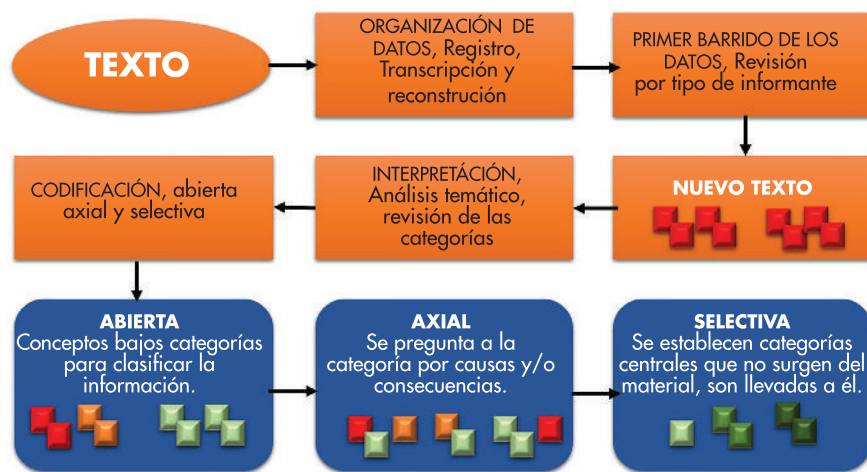 TEXTO
ORGANIZACIÓN DE
DATOS, Registro,
Transcripción y
reconstrución
PRIMER BARRIDO DE LOS
DATOS, Revisión
por tipo de informante
NUEVO TEXTO
INTERPRETÁCIÓN,
Análisis temático,
revisión de las
categorías
CODIFICACIÓN, abierta
axial y selectiva
ABIERTA
Conceptos bajos categorías
para clasificar la
información.
AXIAL
Se pregunta a la
categoría por causas y/o
consecuencias.
SELECTIVA
Se establecen categorías
centrales que no surgen del
material, son llevadas a él.